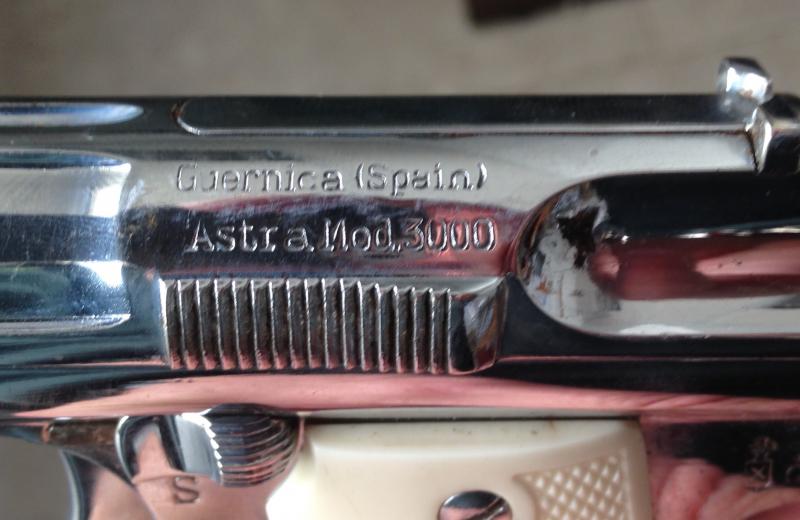 Guernica (Spain)
Astra Mod.3000
S